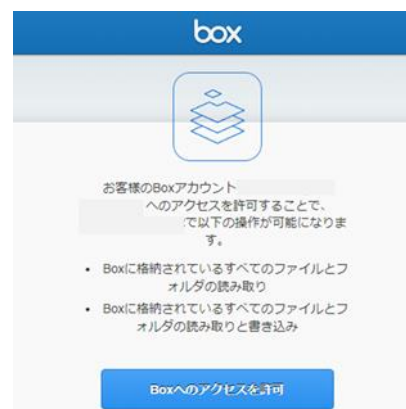 box
お客様のBoxアカウント
へのアクセスを許可することで、
で以下の操作が可能になりま
す。
• Boxに格納されているすべてのファイルとフ
ォルダの読み取り
• Boxに格納されているすべてのファイルとフ
ォルダの読み取りと書き込み
Boxへのアクセスを許可